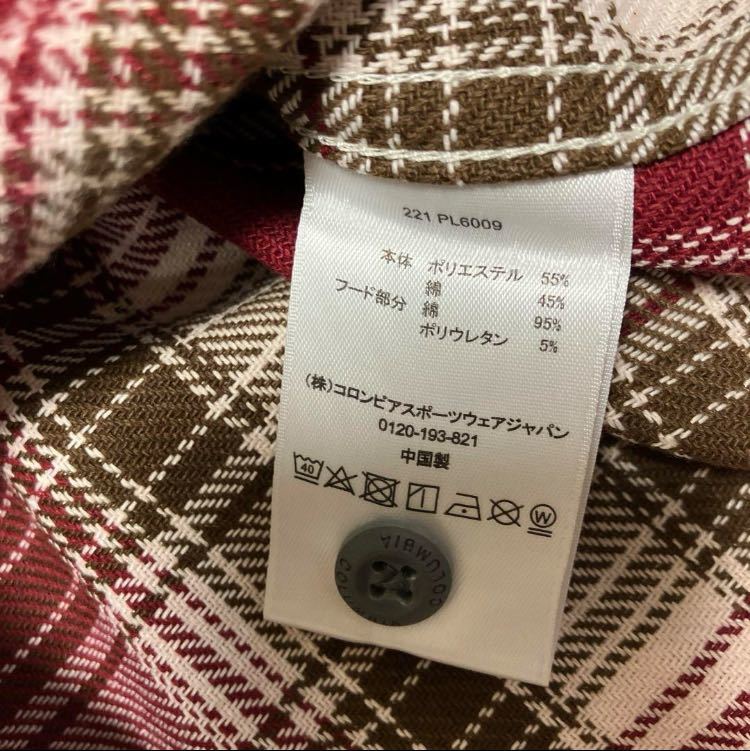 221 PL6009
本体 ポリエステル 55%
綿 45%
フード部分 綿 95%
ポリウレタン 5%
(株)コロンビアスポーツウェアジャパン
0120-193-821
中国製
40
W
COLUMBIA